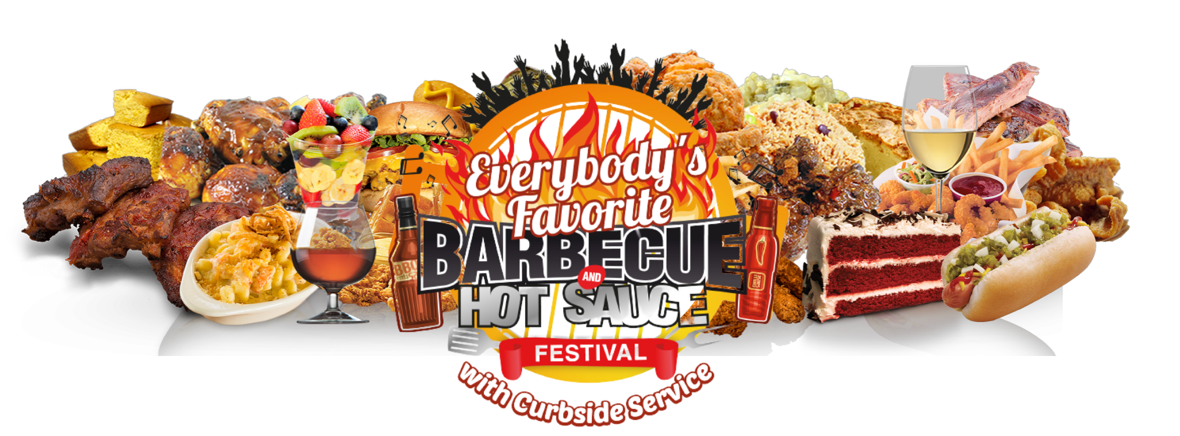 Everybody's
Favorite
BARBECUE
AND
HOT SAUCE
FESTIVAL
with Curbside Service